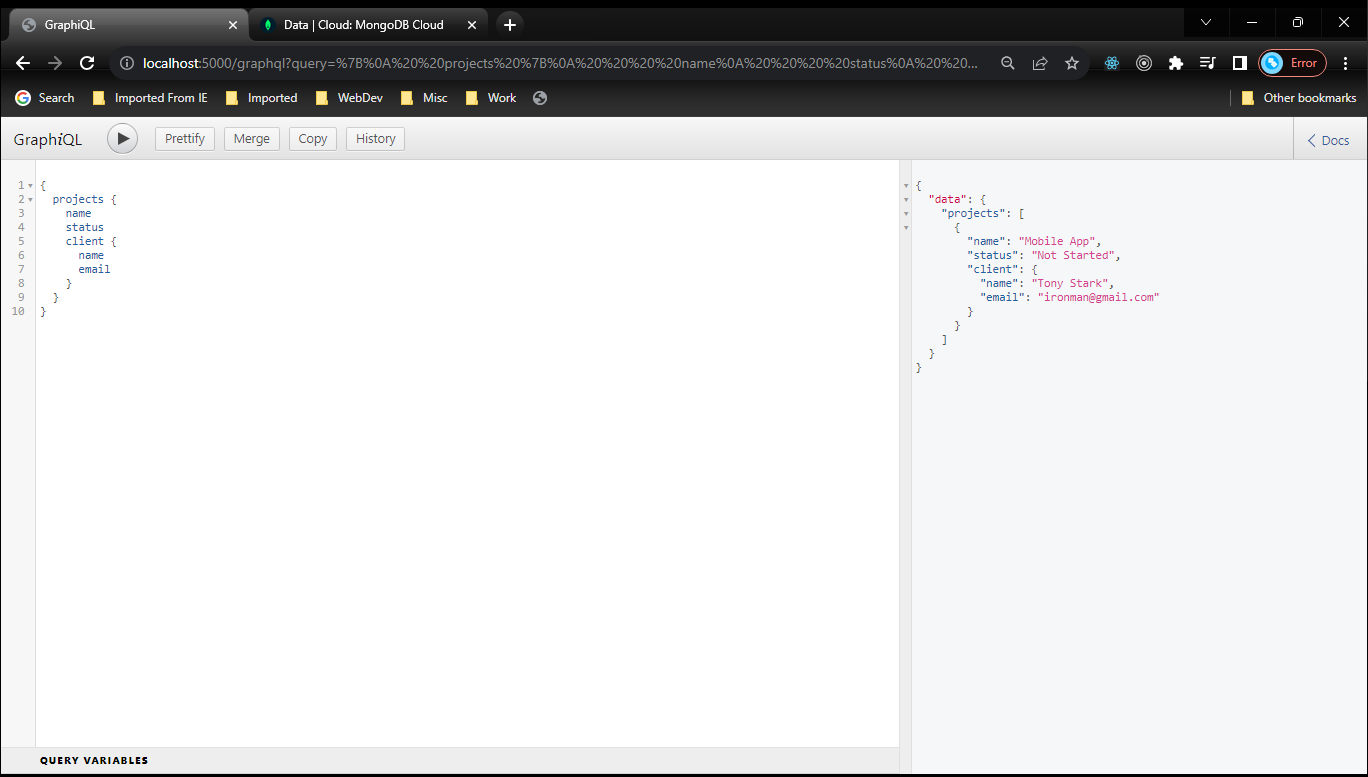 GraphiQL
Data | Cloud: MongoDB Cloud
localhost:5000/graphql?query=%7B%0A%20%20projects%20%7B%0A%20%20%20%20name%0A%20%20%20%20status%0A%20%20...
Error
Search
Imported From IE
Imported
WebDev
Misc
Work
Other bookmarks
GraphiQL
Prettify
Merge
Copy
History
Docs
1 {
2 projects {
3 name
4 status
5 client {
6 name
7 email
8 }
9 }
10 }
{
"data": {
"projects": [
{
"name": "Mobile App",
"status": "Not Started",
"client": {
"name": "Tony Stark",
"email": "ironman@gmail.com"
}
}
]
}
}
QUERY VARIABLES